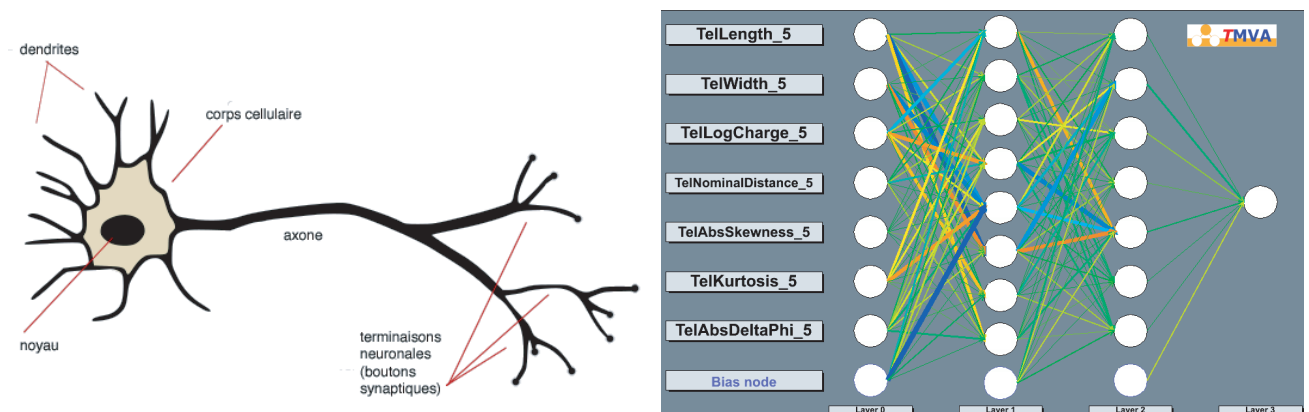 dendrites
corps cellulaire
axone
noyau
terminaisons
neuronales
(boutons
synaptiques)
TelLength_5
TelWidth_5
TelLogCharge_5
TelNominalDistance_5
TelAbsSkewness_5
TelKurtosis_5
TelAbsDeltaPhi_5
Bias node
TMVA
Layer 0
Layer 1
Layer 2
Layer 3